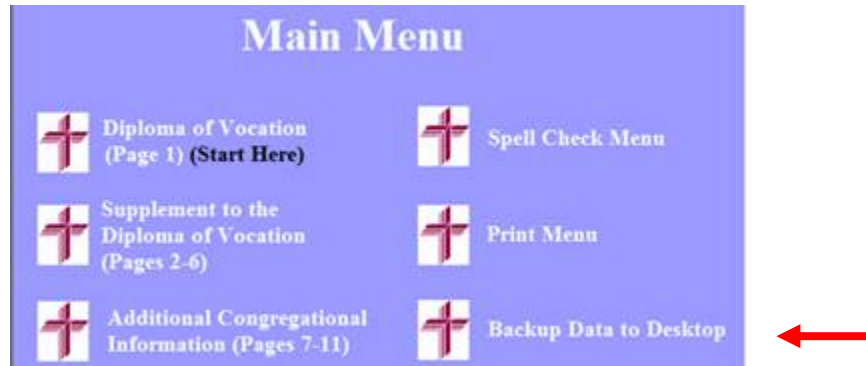 Main Menu
Diploma of Vocation
(Page 1) (Start Here)
Spell Check Menu
Supplement to the
Diploma of Vocation
(Pages 2-6)
Print Menu
Additional Congregational
Information (Pages 7-11)
Backup Data to Desktop